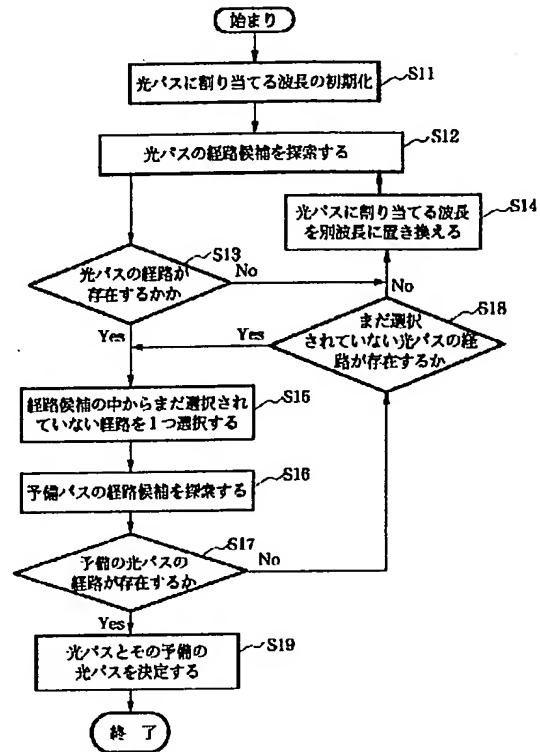 始まり
光パスに割り当てる波長の初期化
S11
光パスの経路候補を探索する
S12
光パスに割り当てる波長
を別波長に置き換える
S14
光パスの経路が
存在するかか
S13
No
Yes
No
まだ選択
されていない光パスの経
路が存在するか
S18
Yes
経路候補の中からまだ選択され
ていない経路を1つ選択する
S15
予備パスの経路候補を探索する
S16
予備の光パスの
経路が存在するか
S17
No
Yes
光パスとその予備の
光パスを決定する
S19
終 了